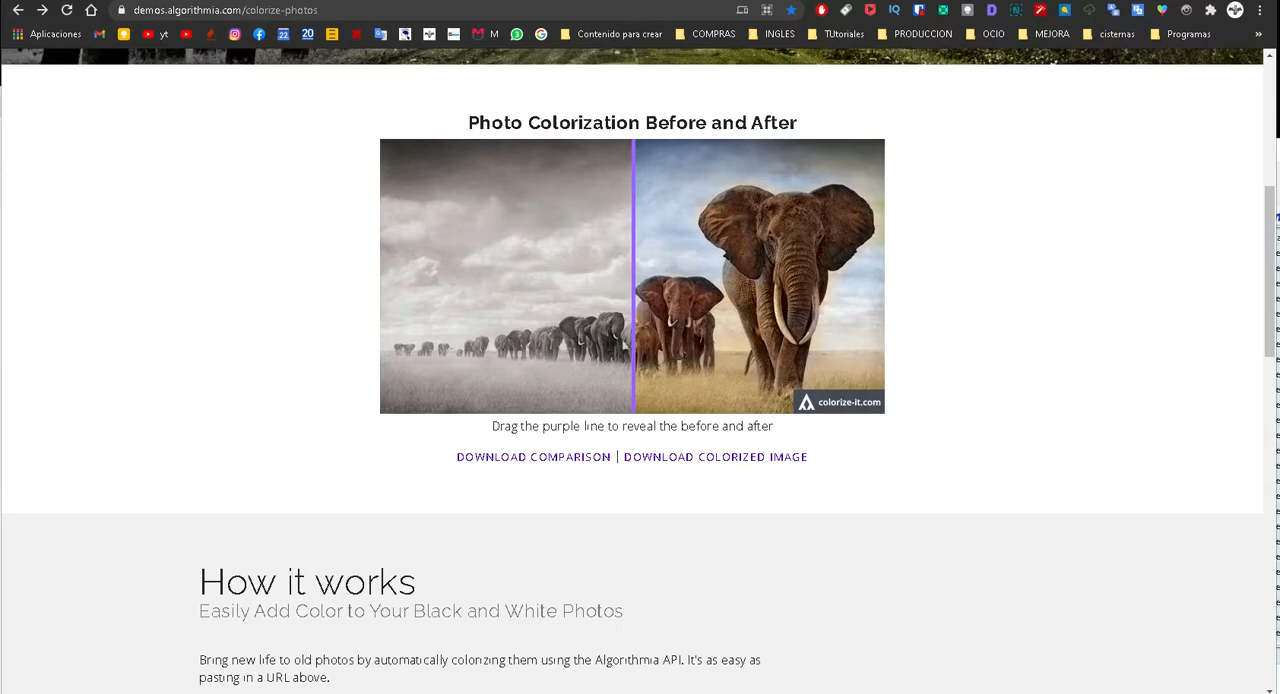 demos.algorithmia.com/colorize-photos
Aplicaciones yt 22 20 M Contenido para crear COMPRAS INGLES TUtoriales PRODUCCION OCIO MEJORA cisternas Programas »
Photo Colorization Before and After
colorize-it.com
Drag the purple line to reveal the before and after
DOWNLOAD COMPARISON | DOWNLOAD COLORIZED IMAGE
How it works
Easily Add Color to Your Black and White Photos
Bring new life to old photos by automatically colorizing them using the Algorithmia API. It's as easy as
pasting in a URL above.